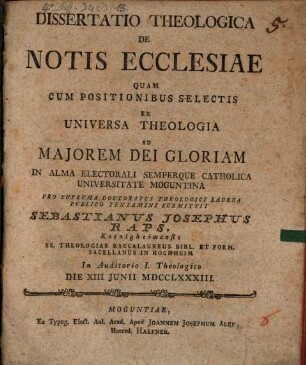 5.
DISSERTATIO THEOLOGICA
DE
NOTIS ECCLESIAE
QUAM
CUM POSITIONIBUS SELECTIS
EX
UNIVERSA THEOLOGIA
AD
MAJOREM DEI GLORIAM
IN ALMA ELECTORALI SEMPERQUE CATHOLICA
UNIVERSITATE MOGUNTINA
PRO SUPREMA DOCTORATUS THEOLOGICI LAUREA
PUBLICO TENTAMINI SUBMITTIT
SEBASTIANUS JOSEPHUS
RAPS,
Koenigheimensis
SS. THEOLOGIAE BACCALAUREUS BIBL. ET FORM.
SACELLANUS IN HOCHHEIM
In Auditorio I. Theologico
DIE XIII JUNII MDCCLXXXIII.
MOGUNTIAE,
Ex Typog. Elect. Aul. Acad. Apud JOANNEM JOSEPHUM ALEF,
Haered. HAEFNER.